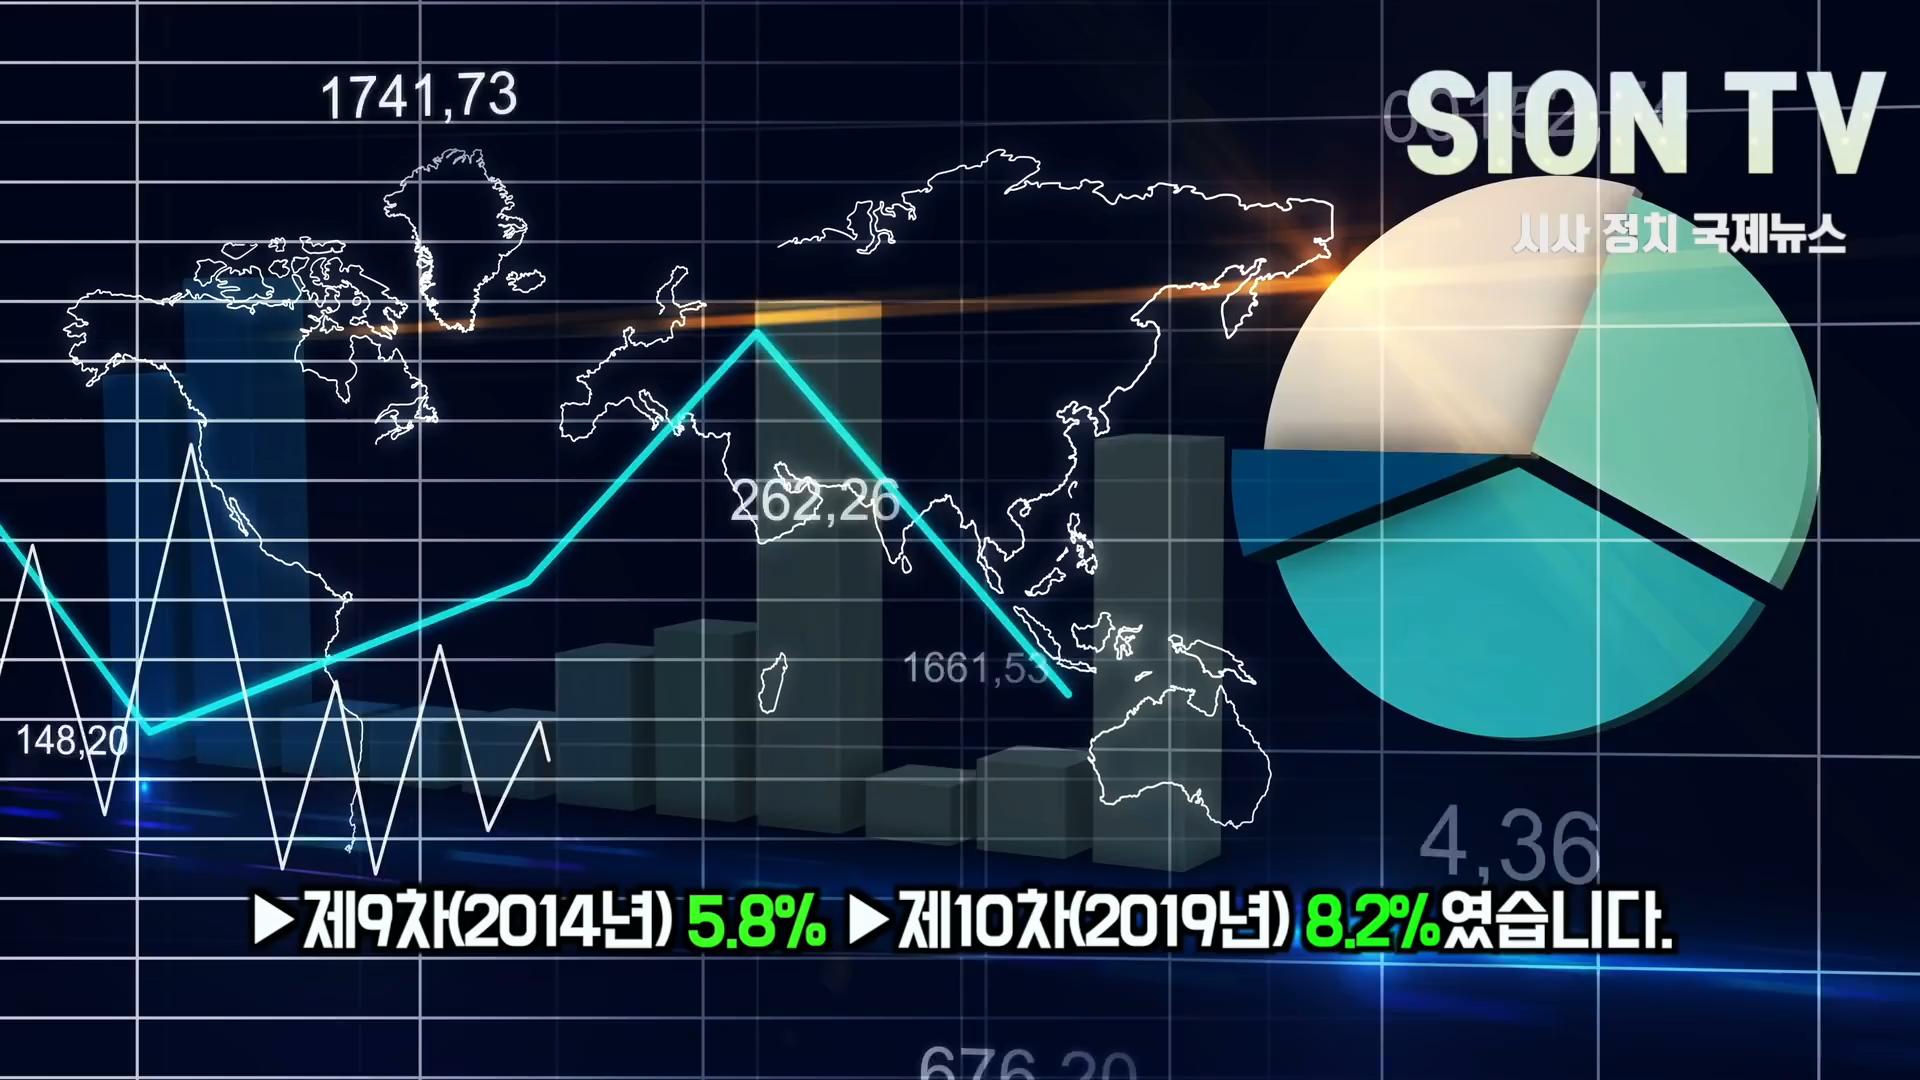 1741,73
SION TV
시사 정치 국제뉴스
262,26
1661,53
148,20
4,36
▶제9차(2014년) 5.8% ▶제10차(2019년) 8.2%였습니다.
676,20